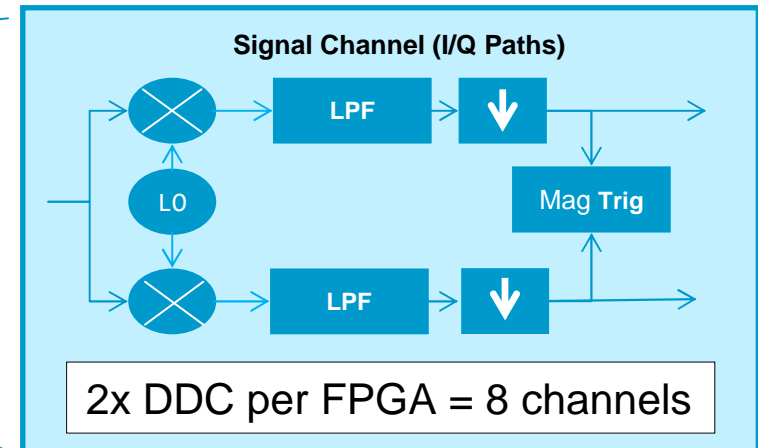 Signal Channel (I/Q Paths)
LPF
LO
Mag Trig
LPF
2x DDC per FPGA = 8 channels